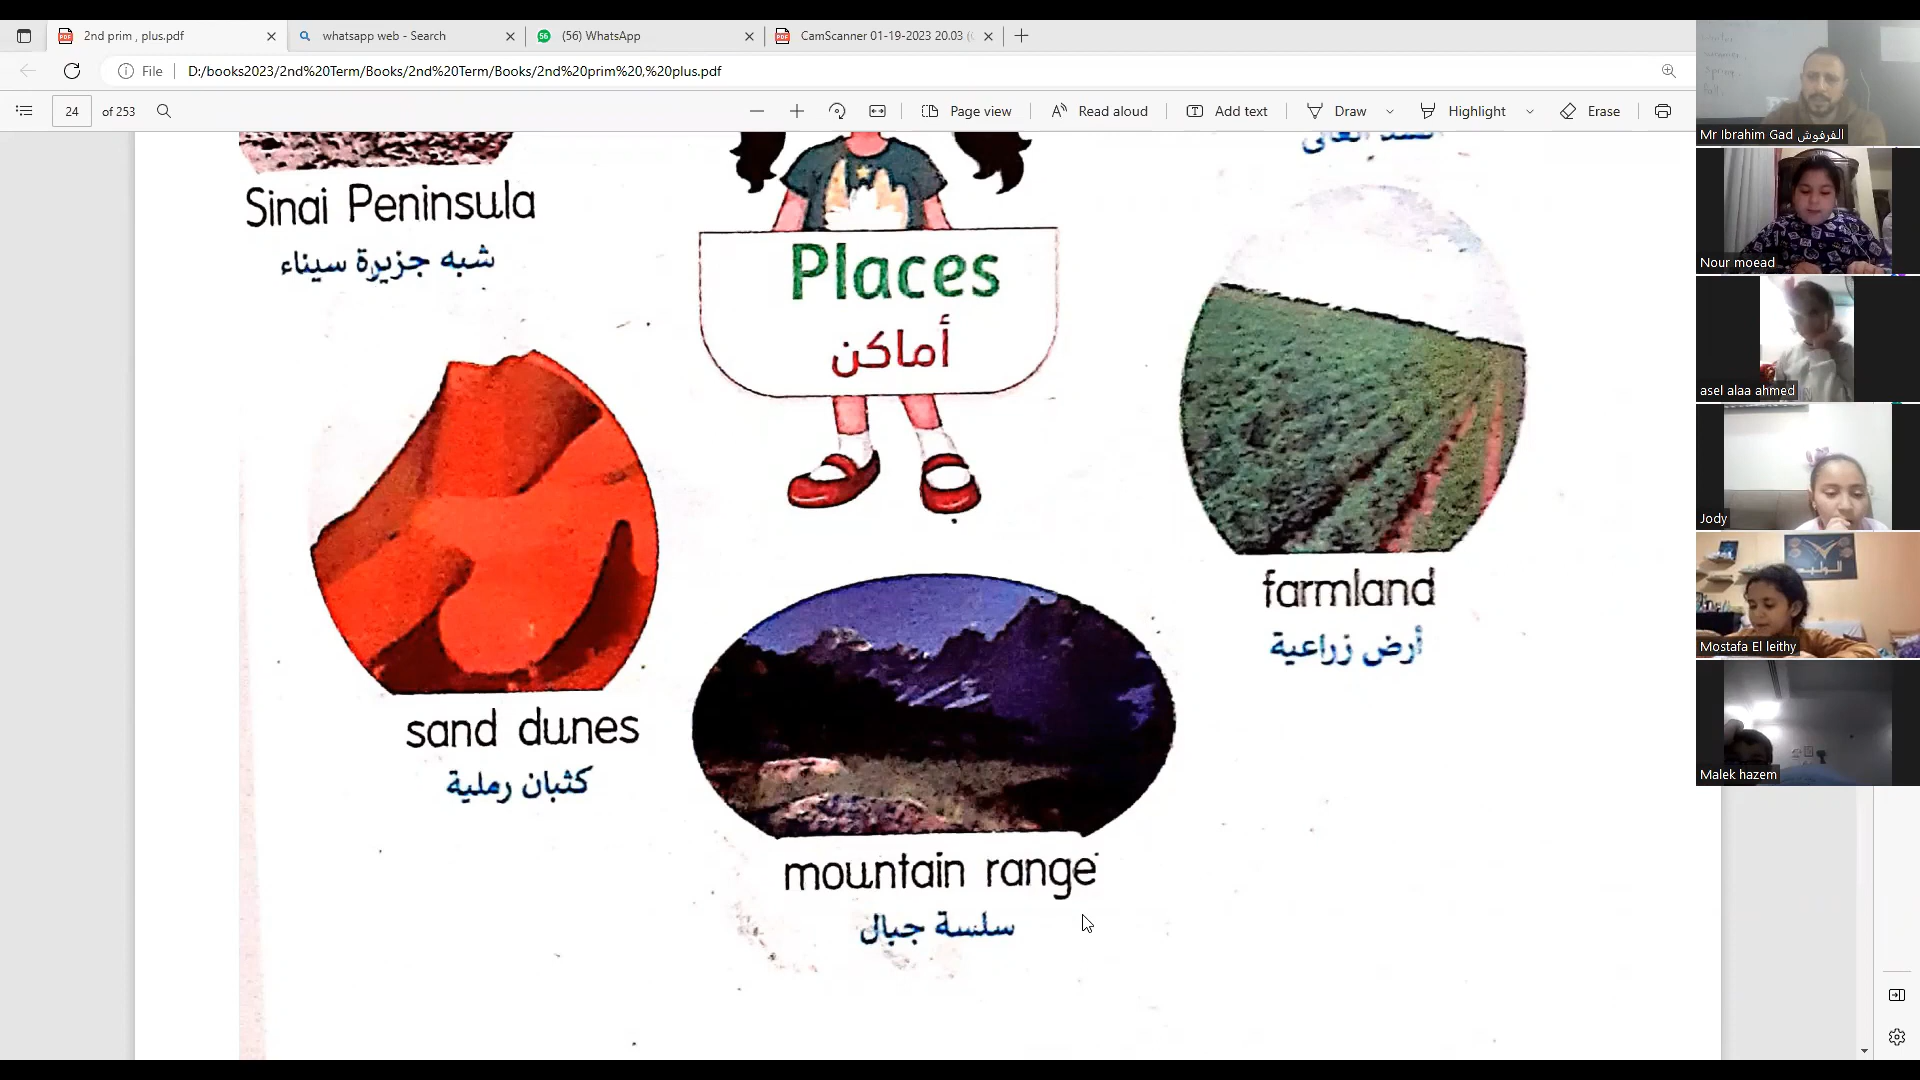 2nd prim , plus.pdf
whatsapp web - Search
(56) WhatsApp
CamScanner 01-19-2023 20.03
File
D:/books2023/2nd%20Term/Books/2nd%20Term/Books/2nd%20prim%20,%20plus.pdf
24 of 253
Page view
Read aloud
Add text
Draw
Highlight
Erase
Sinai Peninsula
شبه جزيرة سيناء
Places
أماكن
farmland
أرض زراعية
sand dunes
كثبان رملية
mountain range
سلسة جبال
Mr Ibrahim Gad الفرفوش
Nour moead
asel alaa ahmed
Jody
Mostafa El leithy
Malek hazem